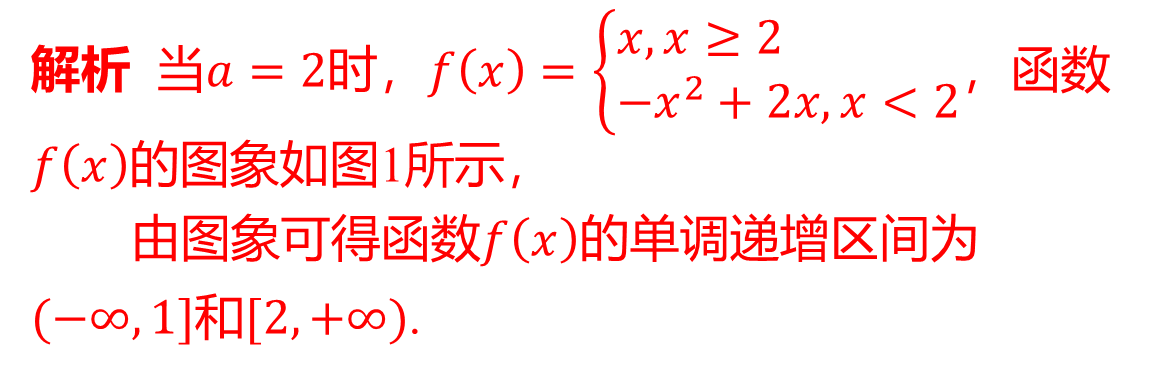 解析 当a = 2时，f(x) = {x, x ≥ 2
−x² + 2x, x < 2，函数
f(x)的图象如图1所示，
由图象可得函数f(x)的单调递增区间为
(−∞, 1]和[2, +∞).